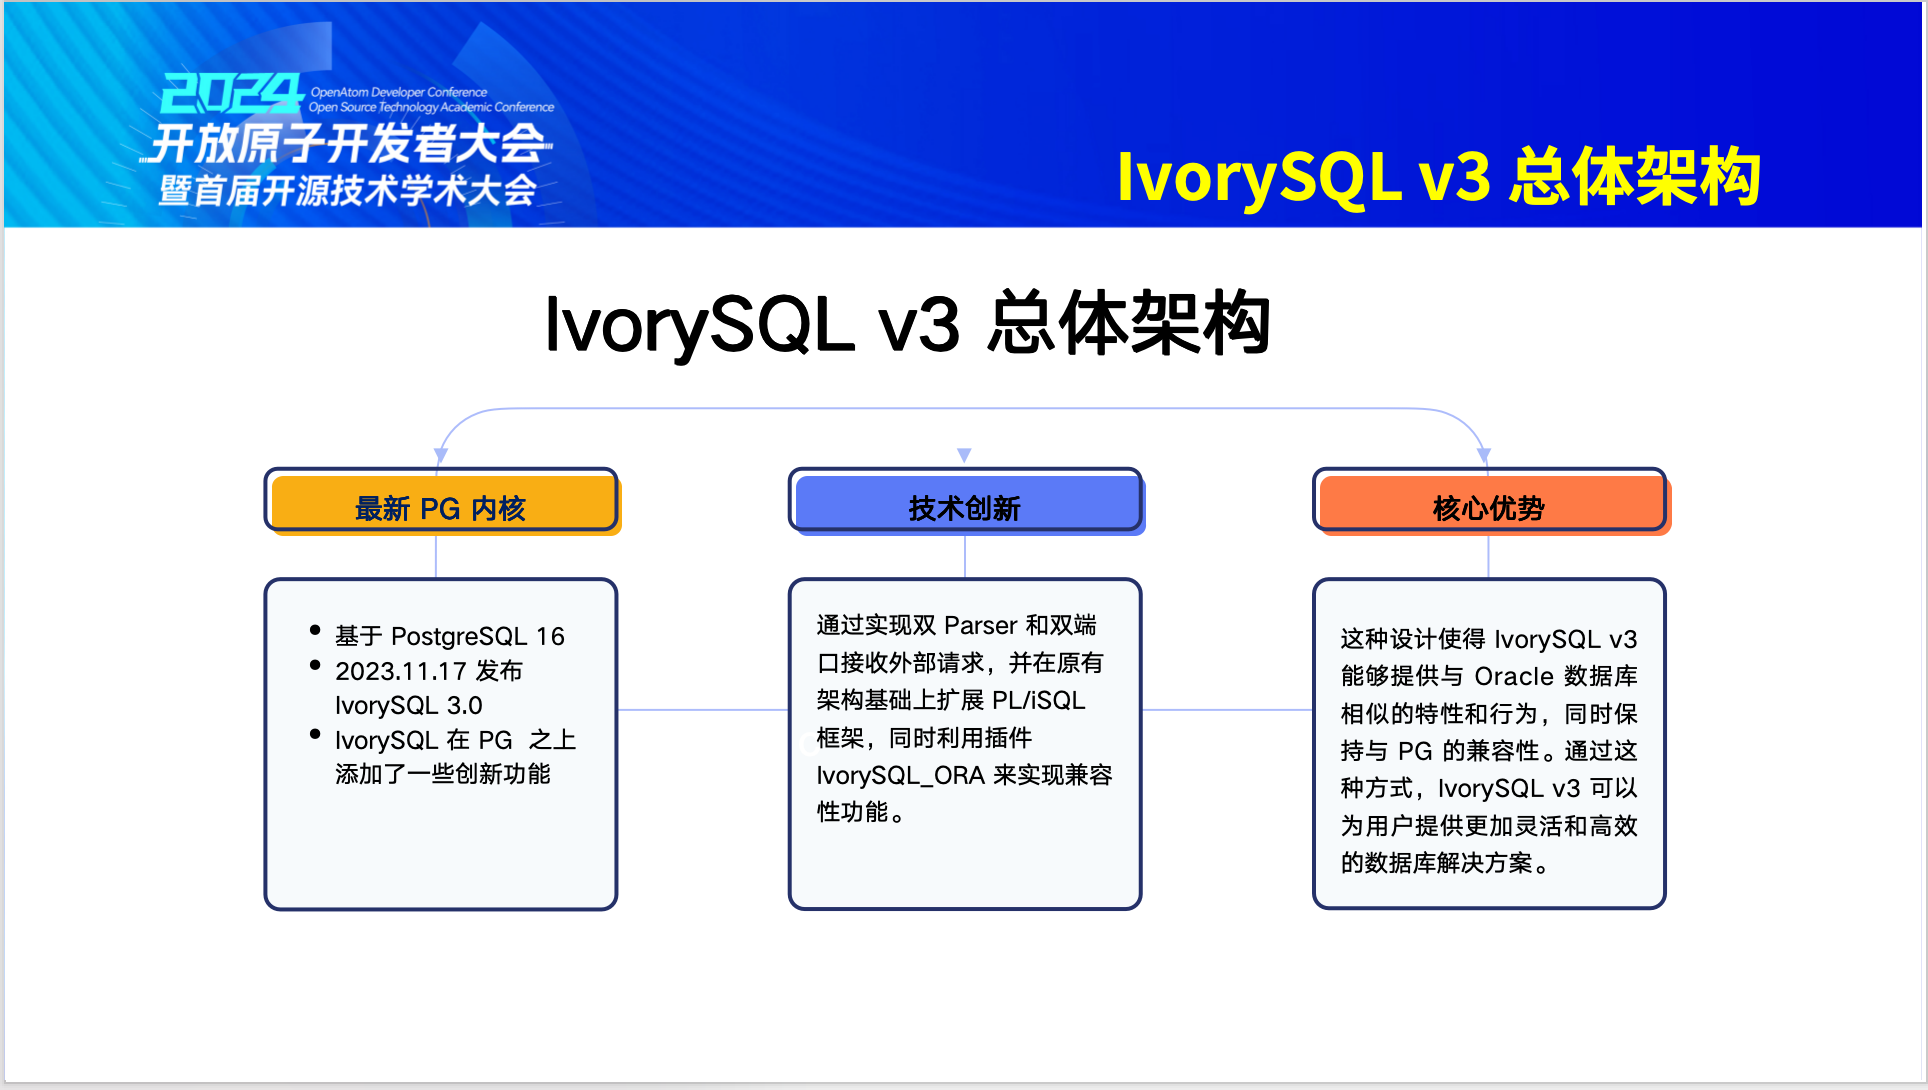 2024
OpenAtom Developer Conference
Open Source Technology Academic Conference
开放原子开发者大会
暨首届开源技术学术大会
IvorySQL v3 总体架构
IvorySQL v3 总体架构
最新 PG 内核
• 基于 PostgreSQL 16
• 2023.11.17 发布
IvorySQL 3.0
• IvorySQL 在 PG 之上
添加了一些创新功能
技术创新
通过实现双 Parser 和双端
口接收外部请求，并在原有
架构基础上扩展 PL/iSQL
框架，同时利用插件
IvorySQL_ORA 来实现兼容
性功能。
核心优势
这种设计使得 IvorySQL v3
能够提供与 Oracle 数据库
相似的特性和行为，同时保
持与 PG 的兼容性。通过这
种方式，IvorySQL v3 可以
为用户提供更加灵活和高效
的数据库解决方案。